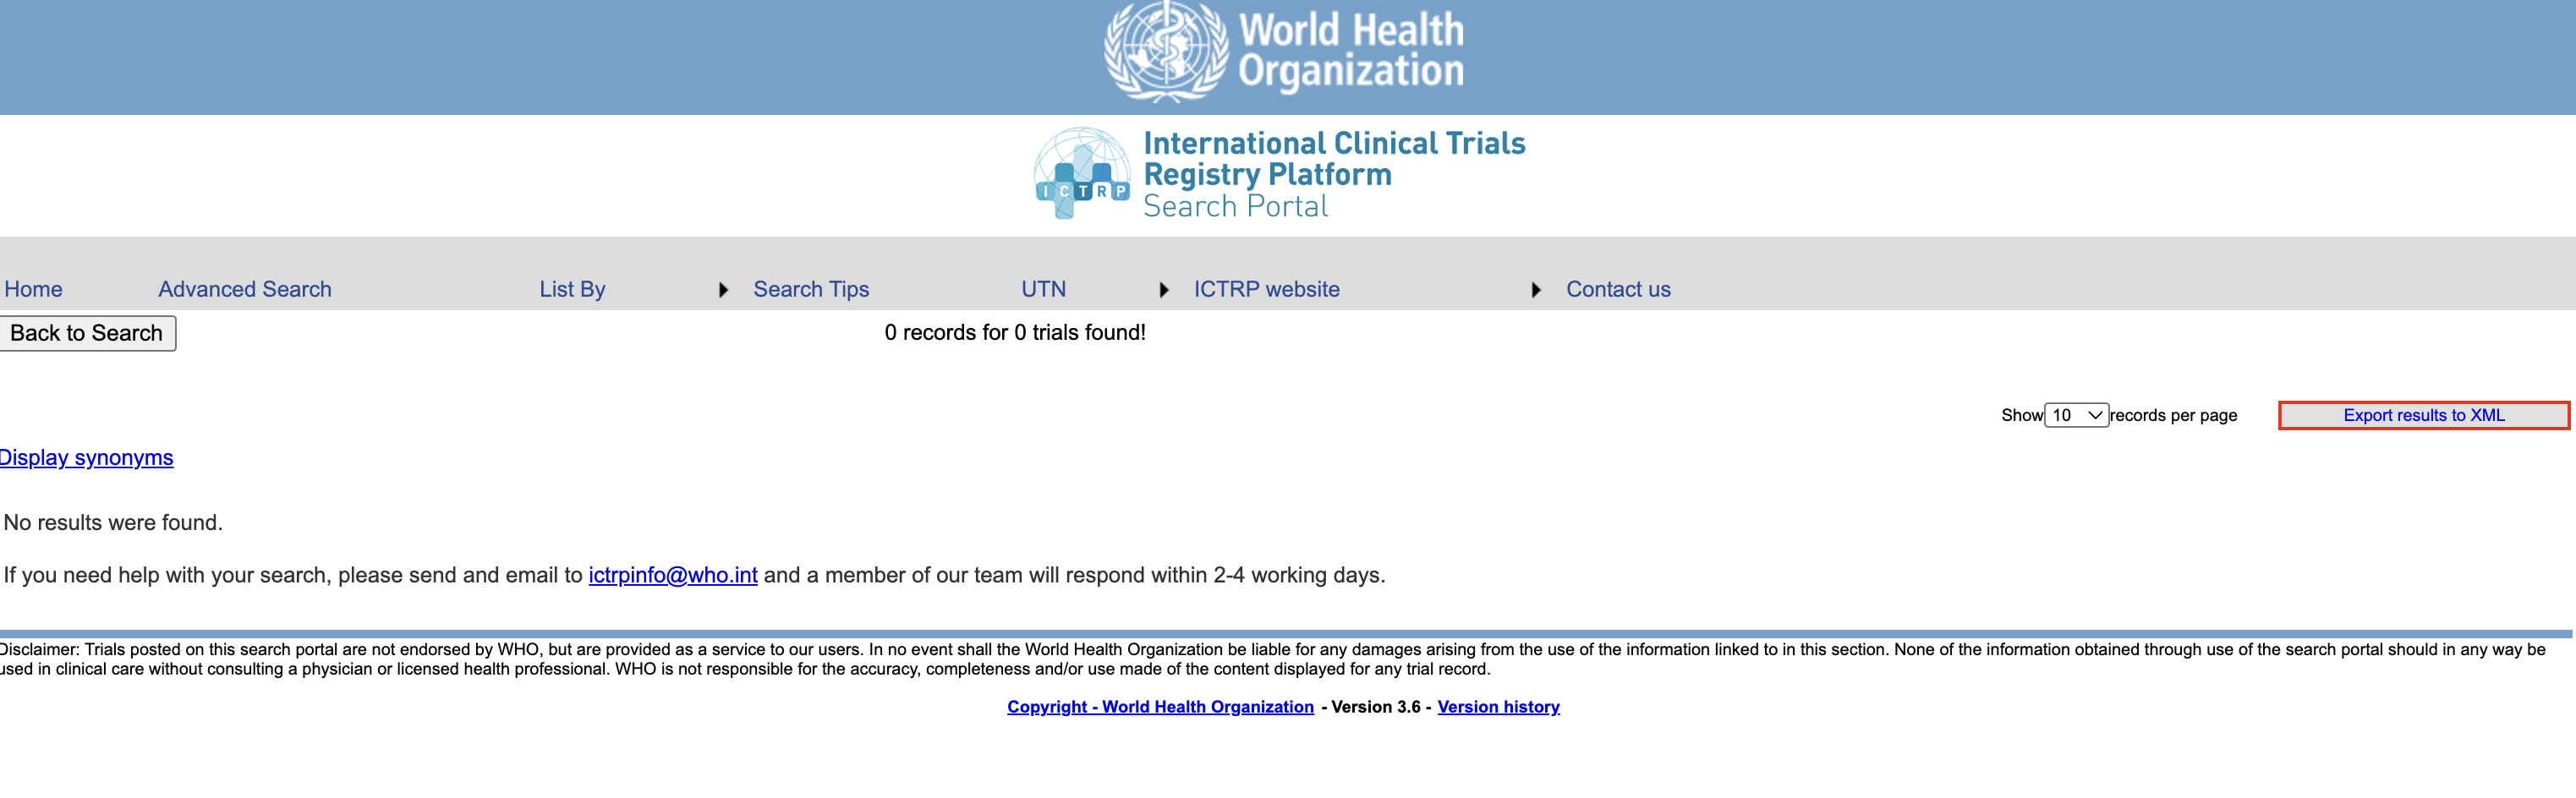 World Health
Organization
International Clinical Trials
Registry Platform
Search Portal
ICTRP
Home Advanced Search List By Search Tips UTN ICTRP website Contact us
Back to Search 0 records for 0 trials found!
Show 10 records per page Export results to XML
Display synonyms
No results were found.
If you need help with your search, please send and email to ictrpinfo@who.int and a member of our team will respond within 2-4 working days.
Disclaimer: Trials posted on this search portal are not endorsed by WHO, but are provided as a service to our users. In no event shall the World Health Organization be liable for any damages arising from the use of the information linked to in this section. None of the information obtained through use of the search portal should in any way be
used in clinical care without consulting a physician or licensed health professional. WHO is not responsible for the accuracy, completeness and/or use made of the content displayed for any trial record.
Copyright - World Health Organization - Version 3.6 - Version history